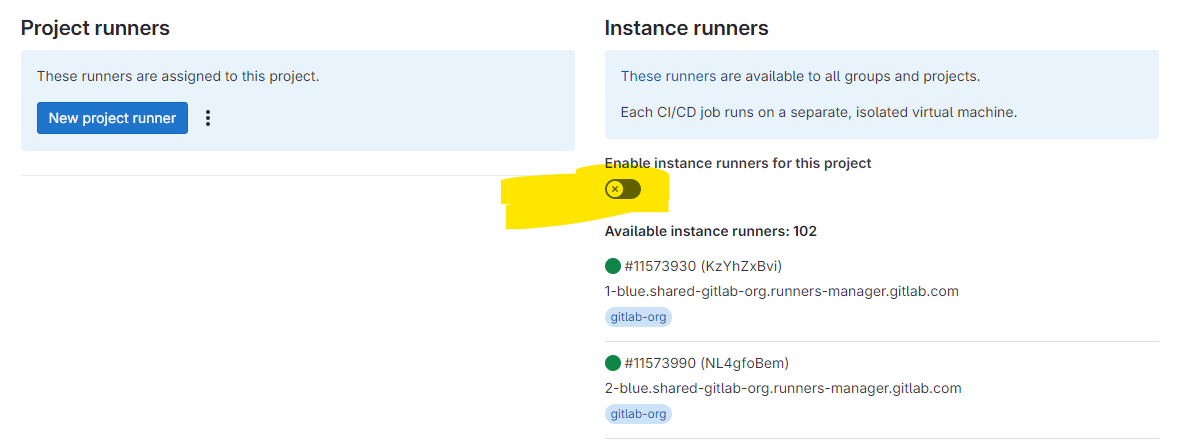 Project runners
These runners are assigned to this project.
New project runner
Instance runners
These runners are available to all groups and projects.
Each CI/CD job runs on a separate, isolated virtual machine.
Enable instance runners for this project
Available instance runners: 102
#11573930 (KzYhZxBvi)
1-blue.shared-gitlab-org.runners-manager.gitlab.com
gitlab-org
#11573990 (NL4gfoBem)
2-blue.shared-gitlab-org.runners-manager.gitlab.com
gitlab-org